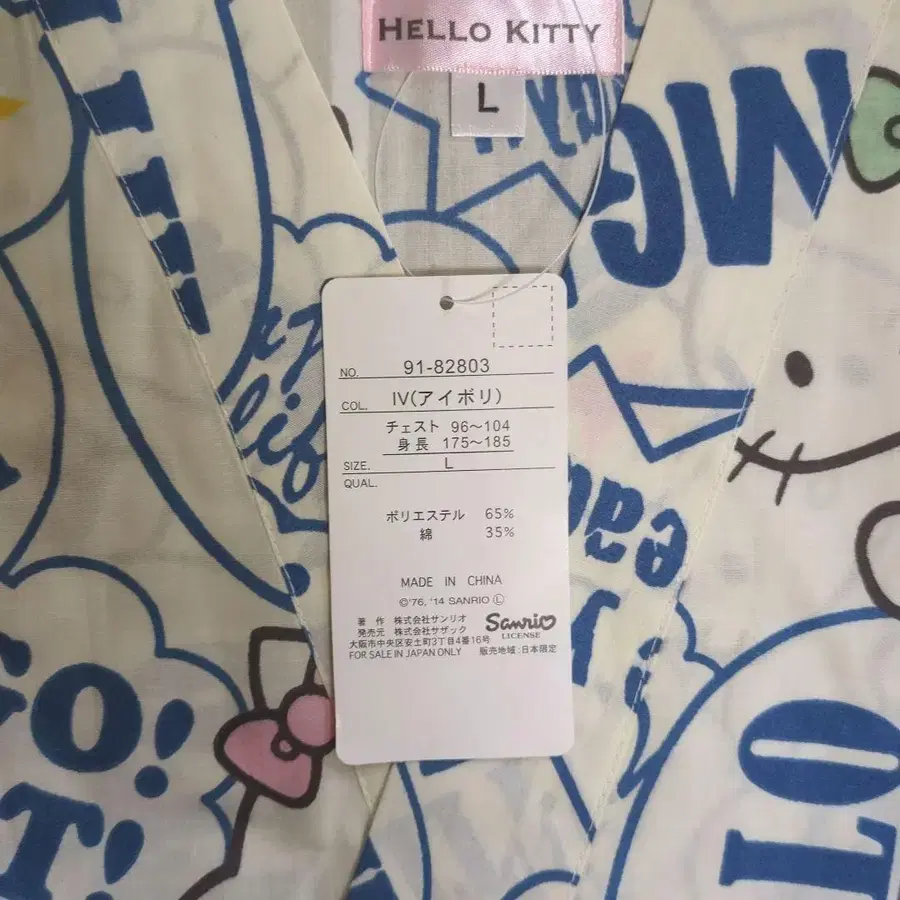 HELLO KITTY
L
NO. 91-82803
COL. IV(アイボリ)
チェスト 96～104
身長 175～185
SIZE. L
QUAL.
ポリエステル 65%
綿 35%
MADE IN CHINA
©'76, '14 SANRIO Ⓛ
著作 株式会社サンリオ
発売元 株式会社サザック
大阪市中央区安土町3丁目4番16号
FOR SALE IN JAPAN ONLY 販売地域:日本限定
Sanrio
LICENSE
LO